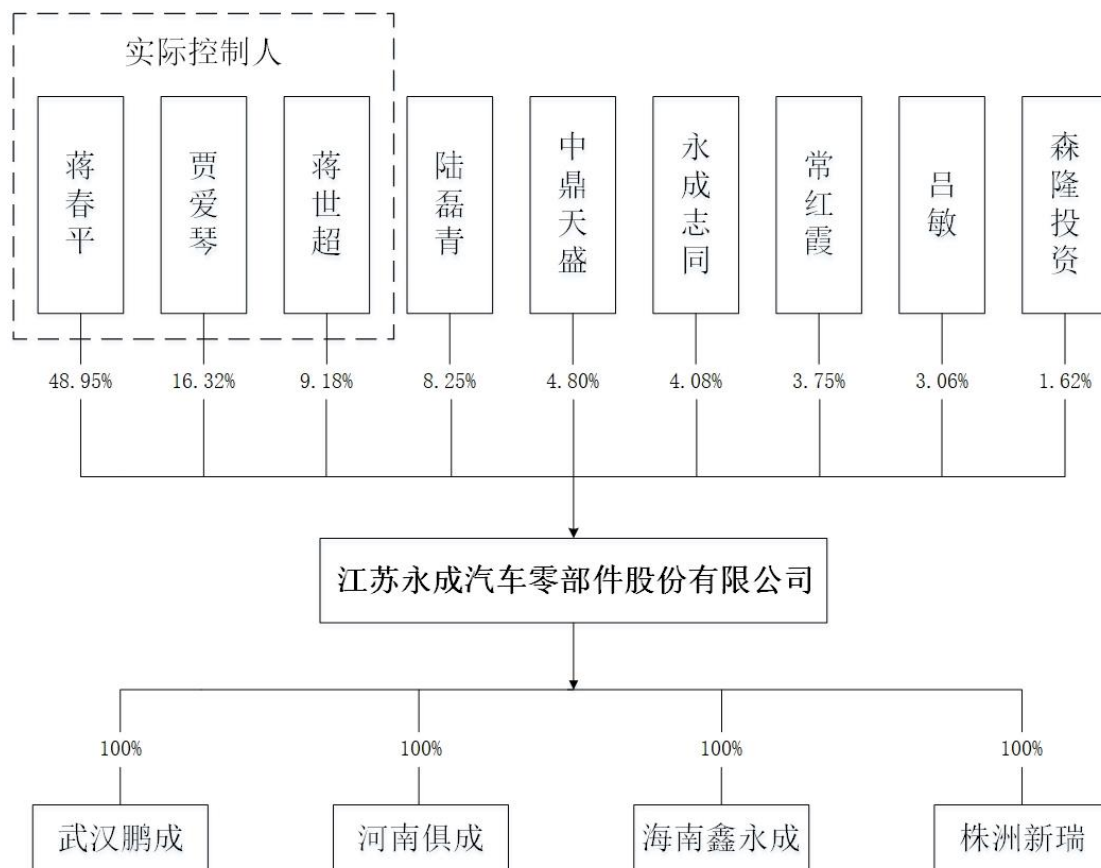 实际控制人
蒋春平
贾爱琴
蒋世超
陆磊青
中鼎天盛
永成志同
常红霞
吕敏
森隆投资
48.95%
16.32%
9.18%
8.25%
4.80%
4.08%
3.75%
3.06%
1.62%
江苏永成汽车零部件股份有限公司
100%
100%
100%
100%
武汉鹏成
河南俱成
海南鑫永成
株洲新瑞